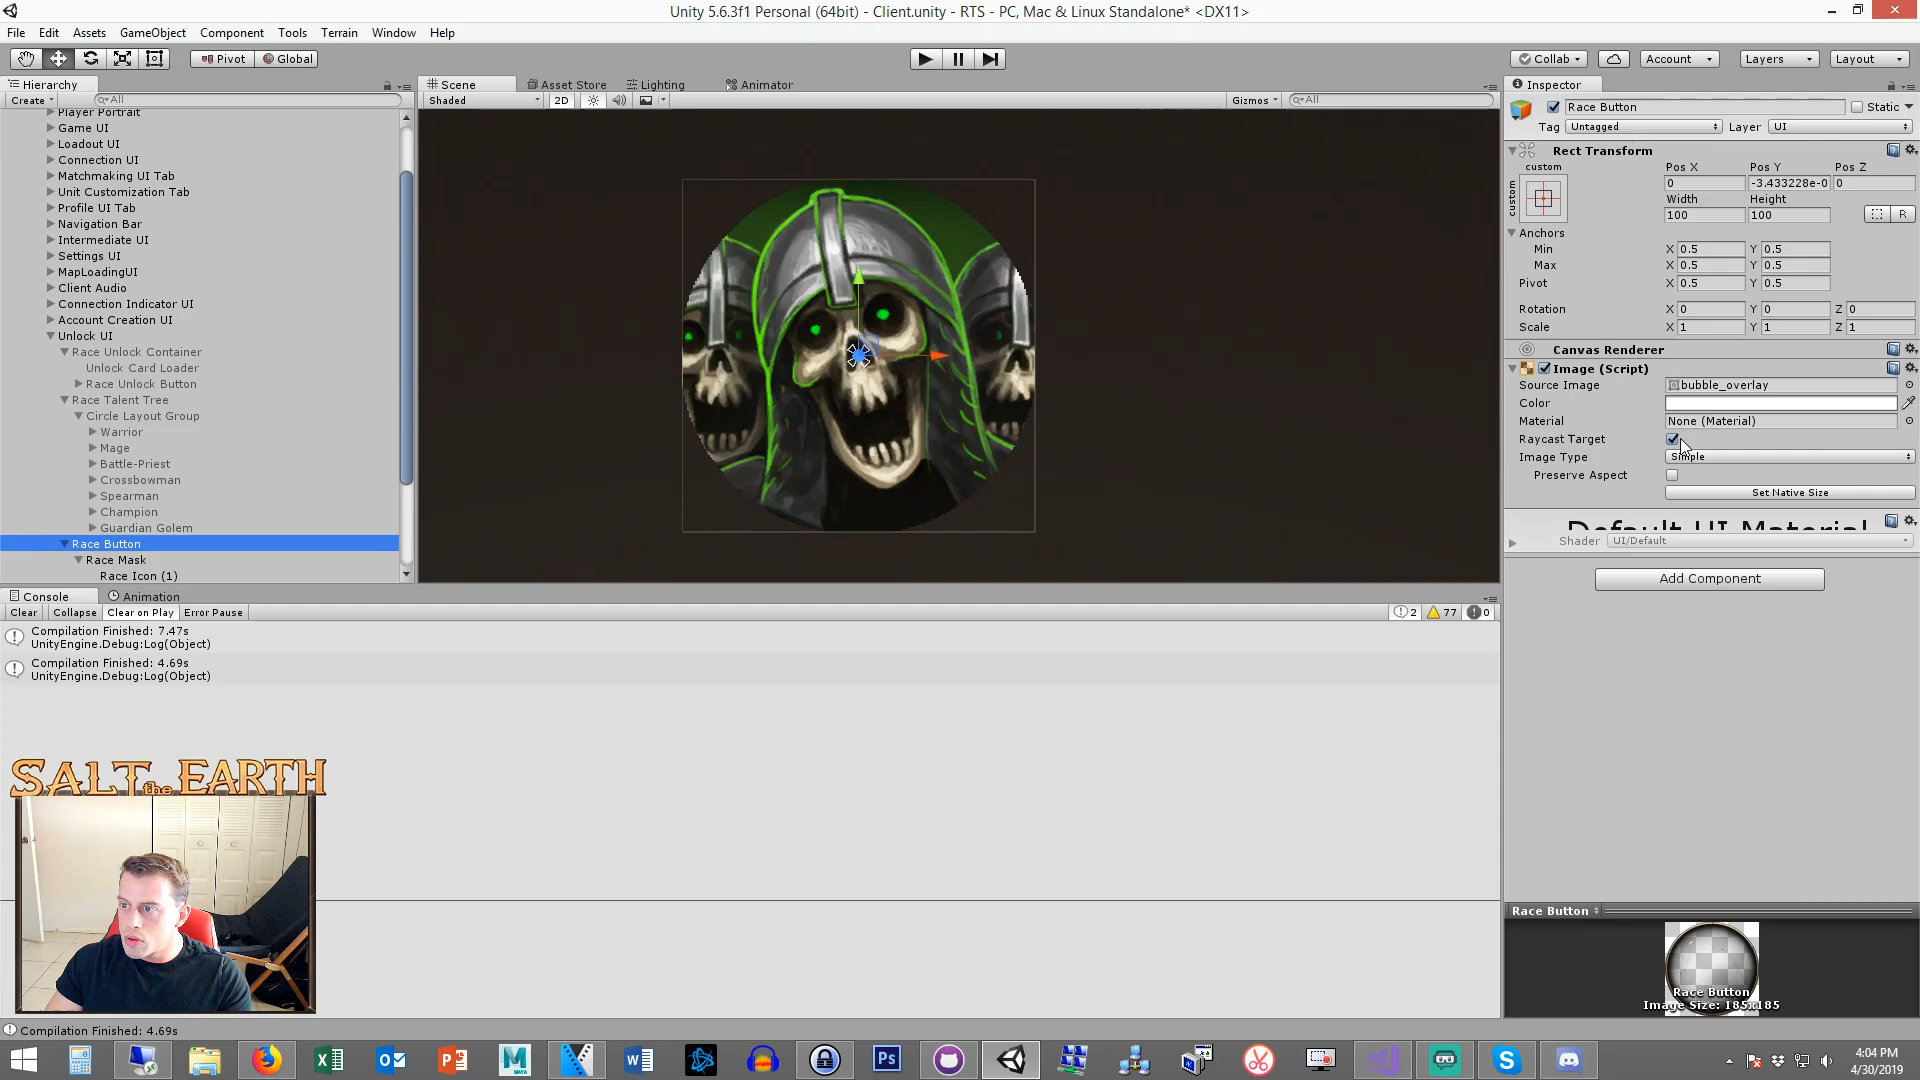 Unity 5.6.3f1 Personal (64bit) - Client.unity - RTS - PC, Mac & Linux Standalone* <DX11>
File Edit Assets GameObject Component Tools Terrain Window Help
Pivot Global Collab Account Layers Layout
Hierarchy
Create All
Player Portrait
Game UI
Loadout UI
Connection UI
Matchmaking UI Tab
Unit Customization Tab
Profile UI Tab
Navigation Bar
Intermediate UI
Settings UI
MapLoadingUI
Client Audio
Connection Indicator UI
Account Creation UI
Unlock UI
Race Unlock Container
Unlock Card Loader
Race Unlock Button
Race Talent Tree
Circle Layout Group
Warrior
Mage
Battle-Priest
Crossbowman
Spearman
Champion
Guardian Golem
Race Button
Race Mask
Race Icon (1)
Scene Asset Store Lighting Animator
Shaded 2D Gizmos All
Inspector
Race Button Static
Tag Untagged Layer UI
Rect Transform
custom Pos X Pos Y Pos Z
custom
0 -3.433228e-0 0
Width Height
100 100 R
Anchors
Min X 0.5 Y 0.5
Max X 0.5 Y 0.5
Pivot X 0.5 Y 0.5
Rotation X 0 Y 0 Z 0
Scale X 1 Y 1 Z 1
Canvas Renderer
Image (Script)
Source Image bubble_overlay
Color
Material None (Material)
Raycast Target
Image Type Simple
Preserve Aspect
Set Native Size
Default UI Material
Shader UI/Default
Add Component
Console Animation
Clear Collapse Clear on Play Error Pause 2 77 0
Compilation Finished: 7.47s
UnityEngine.Debug:Log(Object)
Compilation Finished: 4.69s
UnityEngine.Debug:Log(Object)
SALT the EARTH
Race Button
Race Button
Image Size: 185x185
Compilation Finished: 4.69s
4:04 PM
4/30/2019